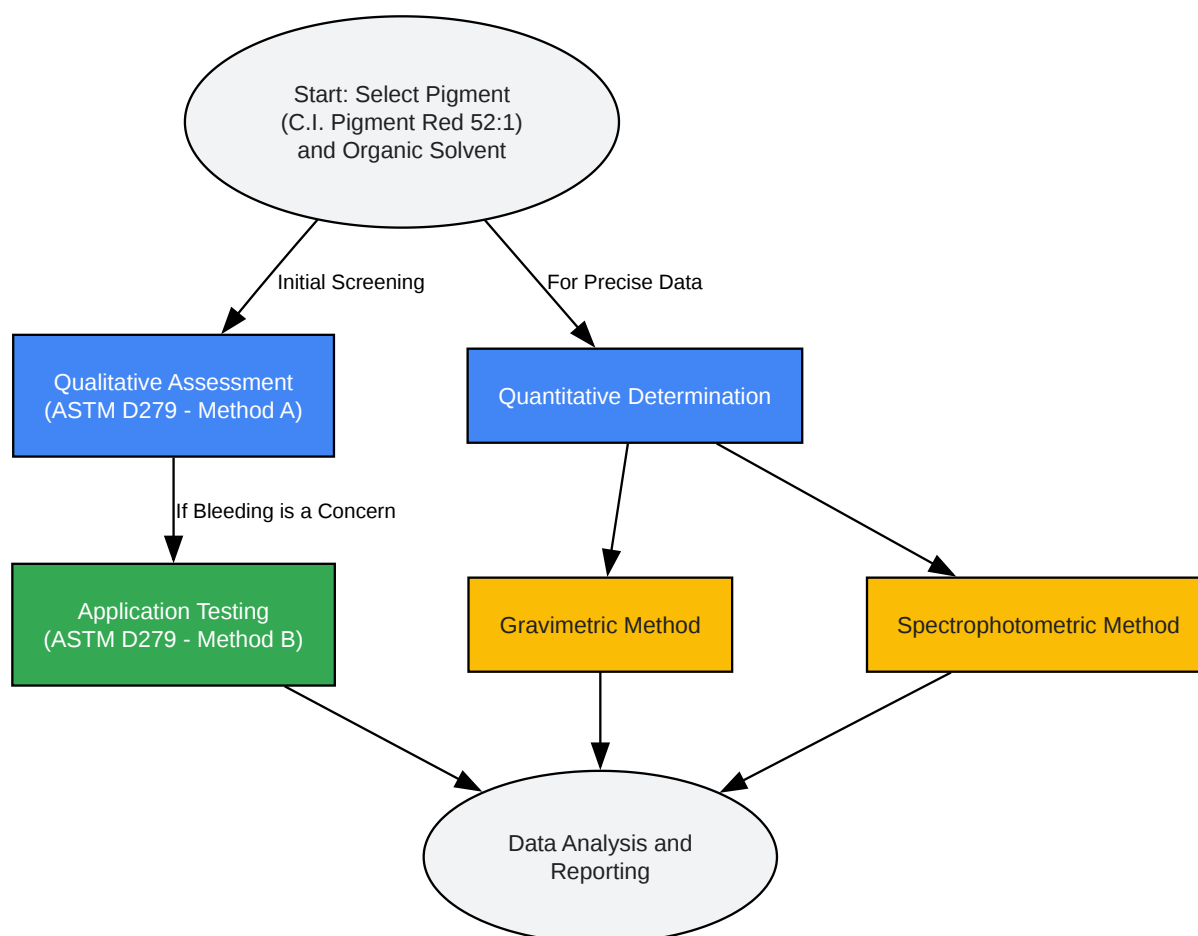 Start: Select Pigment
(C.I. Pigment Red 52:1)
and Organic Solvent
Initial Screening
For Precise Data
Qualitative Assessment
(ASTM D279 - Method A)
Quantitative Determination
If Bleeding is a Concern
Application Testing
(ASTM D279 - Method B)
Gravimetric Method
Spectrophotometric Method
Data Analysis and
Reporting